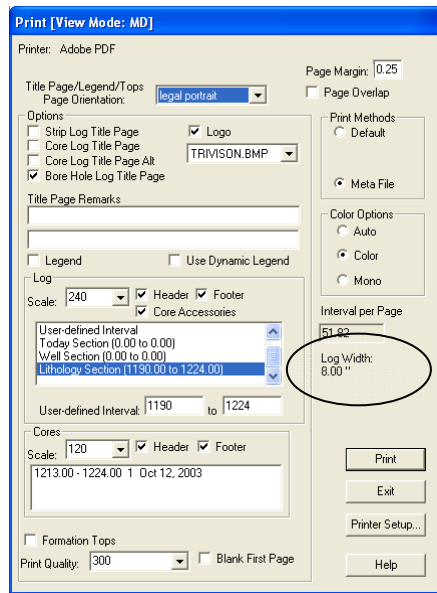 Print [View Mode: MD]
Printer: Adobe PDF
Page Margin: 0.25
Title Page/Legend/Tops
Page Orientation: legal portrait
Page Overlap
Options
Strip Log Title Page
Logo
Core Log Title Page
TRIVISON.BMP
Core Log Title Page Alt
Bore Hole Log Title Page
Print Methods
Default
Meta File
Title Page Remarks
Legend
Use Dynamic Legend
Color Options
Auto
Color
Mono
Log
Scale: 240
Header
Footer
Core Accessories
User-defined Interval
Today Section (0.00 to 0.00)
Well Section (0.00 to 0.00)
Lithology Section (1190.00 to 1224.00)
User-defined Interval: 1190 to 1224
Interval per Page
51.82
Log Width:
8.00 "
Cores
Scale: 120
Header
Footer
1213.00 - 1224.00 1 Oct 12, 2003
Formation Tops
Print Quality: 300
Blank First Page
Print
Exit
Printer Setup...
Help